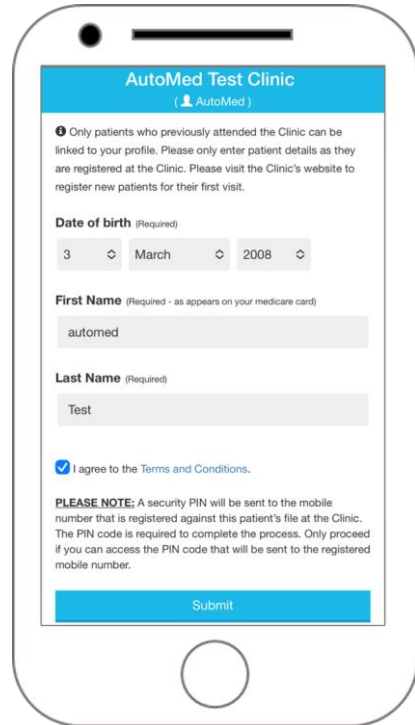 AutoMed Test Clinic
( AutoMed )
Only patients who previously attended the Clinic can be
linked to your profile. Please only enter patient details as they
are registered at the Clinic. Please visit the Clinic's website to
register new patients for their first visit.
Date of birth (Required)
3 March 2008
First Name (Required - as appears on your medicare card)
automed
Last Name (Required)
Test
I agree to the Terms and Conditions.
PLEASE NOTE: A security PIN will be sent to the mobile
number that is registered against this patient's file at the Clinic.
The PIN code is required to complete the process. Only proceed
if you can access the PIN code that will be sent to the registered
mobile number.
Submit